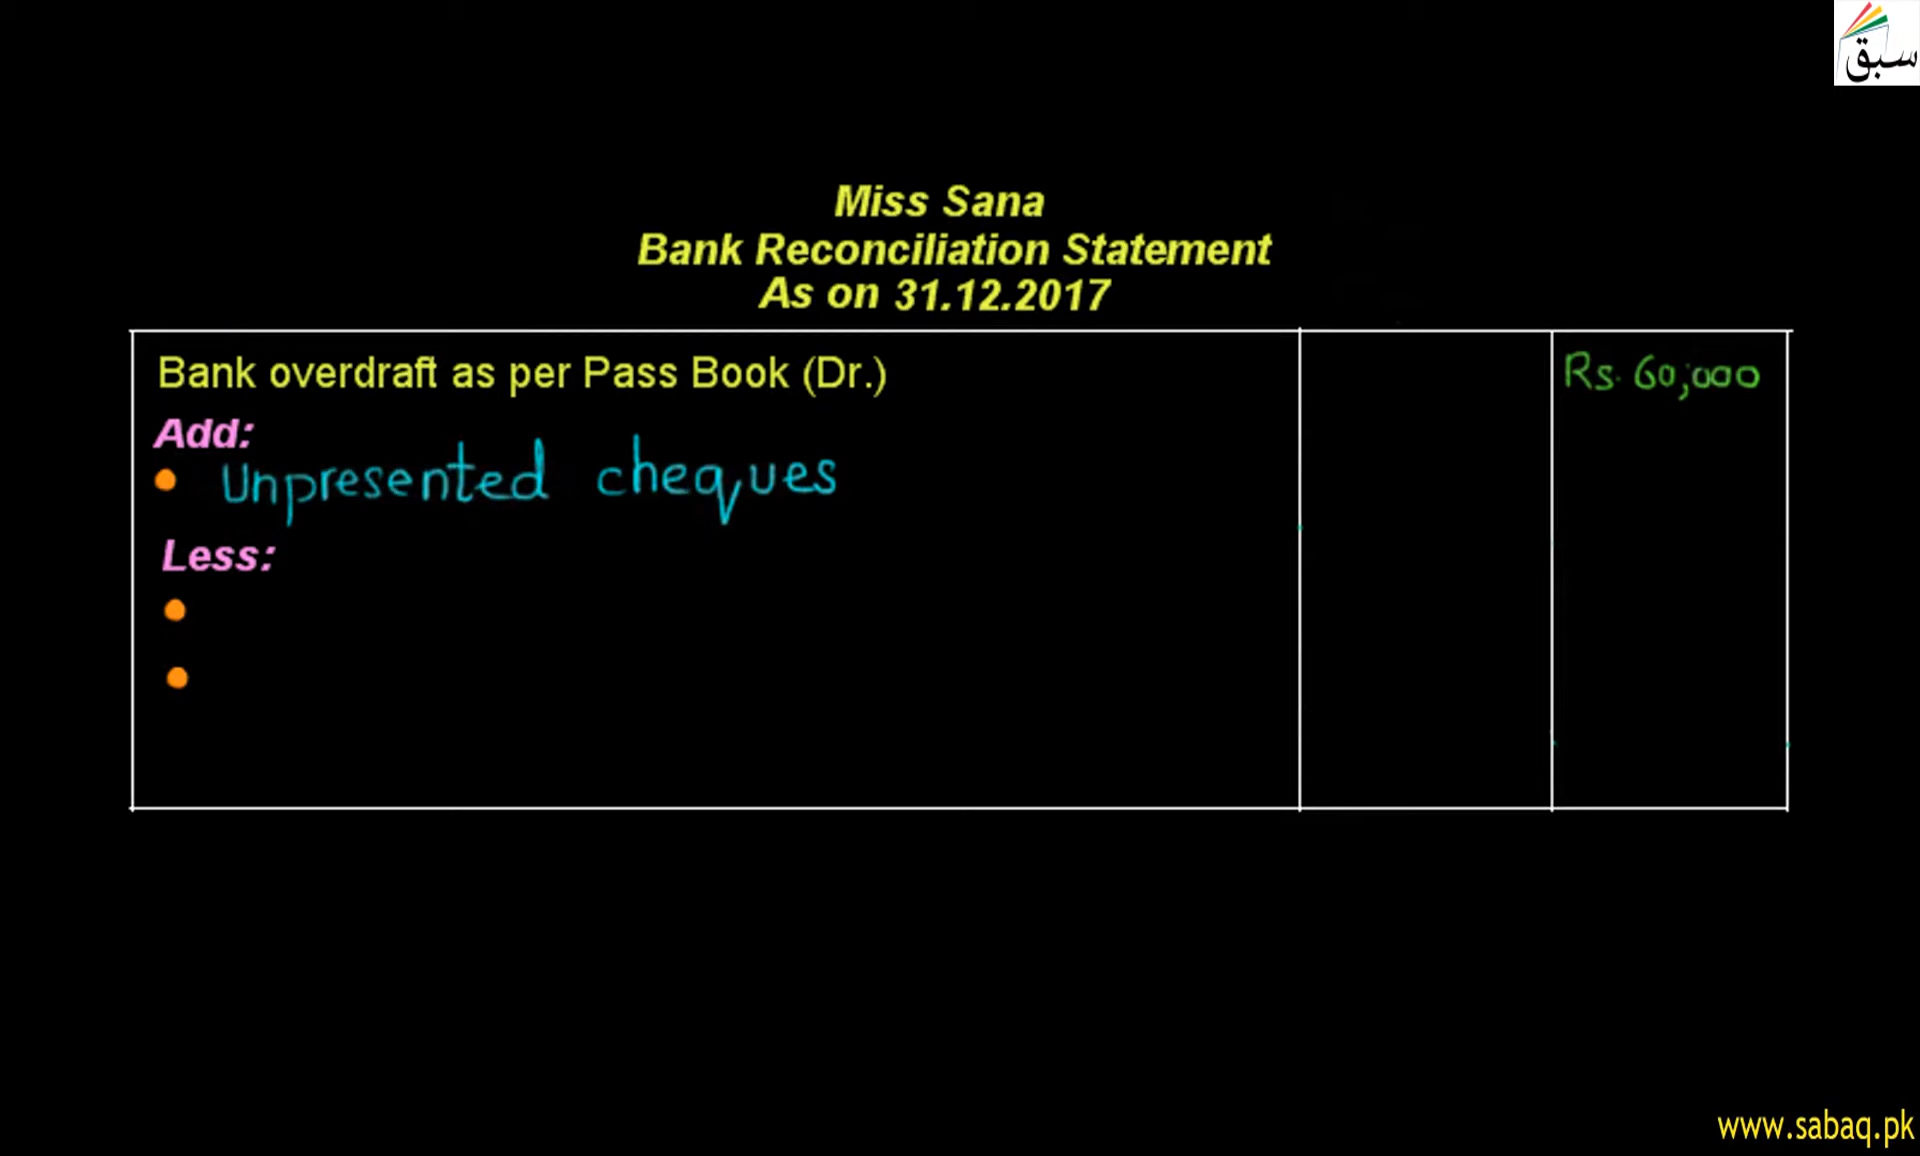 سبق
Miss Sana
Bank Reconciliation Statement
As on 31.12.2017
Bank overdraft as per Pass Book (Dr.) Rs. 60,000
Add:
• Unpresented cheques
Less:
www.sabaq.pk